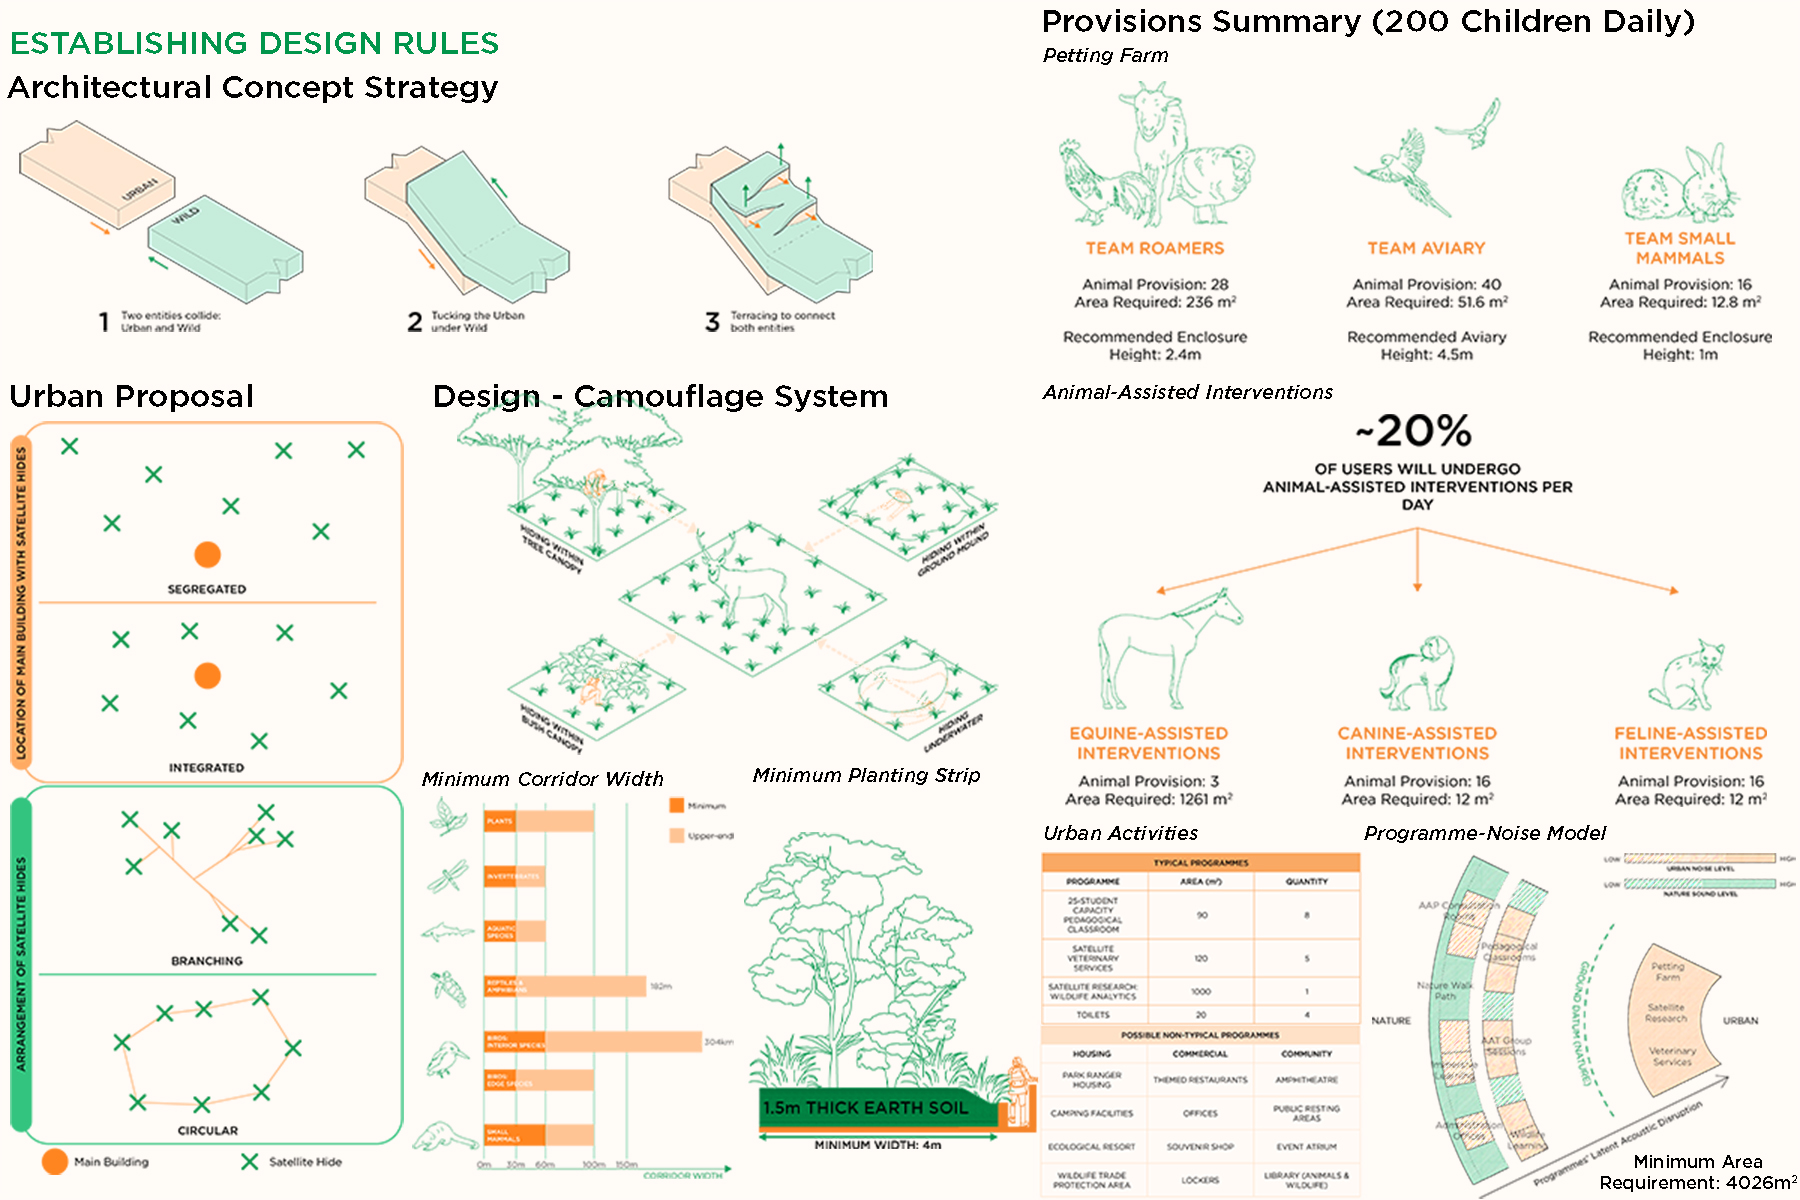 ESTABLISHING DESIGN RULES
Architectural Concept Strategy
URBAN
WILD
1 Two entities collide:
Urban and Wild
2 Tucking the Urban
under Wild
3 Terracing to connect
both entities
Urban Proposal
LOCATION OF MAIN BUILDING WITH SATELLITE HIDES
SEGREGATED
INTEGRATED
ARRANGEMENT OF SATELLITE HIDES
BRANCHING
CIRCULAR
Main Building
Satellite Hide
Design - Camouflage System
HIDING WITHIN
TREE CANOPY
HIDING WITHIN
GROUND MOUND
HIDING WITHIN
BUSH CANOPY
HIDING
UNDERWATER
Minimum Corridor Width
Minimum
Upper-end
PLANTS
INVERTEBRATES
AQUATIC
SPECIES
REPTILES &
AMPHIBIANS
182m
BIRDS:
INTERIOR SPECIES
304km
BIRDS:
EDGE SPECIES
SMALL
MAMMALS
0m 30m 60m 100m 150m
CORRIDOR WIDTH
Minimum Planting Strip
1.5m THICK EARTH SOIL
MINIMUM WIDTH: 4m
Provisions Summary (200 Children Daily)
Petting Farm
TEAM ROAMERS
Animal Provision: 28
Area Required: 236 m²
Recommended Enclosure
Height: 2.4m
TEAM AVIARY
Animal Provision: 40
Area Required: 51.6 m²
Recommended Aviary
Height: 4.5m
TEAM SMALL
MAMMALS
Animal Provision: 16
Area Required: 12.8 m²
Recommended Enclosure
Height: 1m
Animal-Assisted Interventions
~20%
OF USERS WILL UNDERGO
ANIMAL-ASSISTED INTERVENTIONS PER
DAY
EQUINE-ASSISTED
INTERVENTIONS
Animal Provision: 3
Area Required: 1261 m²
CANINE-ASSISTED
INTERVENTIONS
Animal Provision: 16
Area Required: 12 m²
FELINE-ASSISTED
INTERVENTIONS
Animal Provision: 16
Area Required: 12 m²
Urban Activities
TYPICAL PROGRAMMES
PROGRAMME AREA (m²) QUANTITY
25-STUDENT
CAPACITY
PEDAGOGICAL
CLASSROOM
90 8
SATELLITE
VETERINARY
SERVICES
120 5
SATELLITE RESEARCH:
WILDLIFE ANALYTICS
1000 1
TOILETS 20 4
POSSIBLE NON-TYPICAL PROGRAMMES
HOUSING COMMERCIAL COMMUNITY
PARK RANGER
HOUSING
THEMED RESTAURANTS
AMPHITHEATRE
CAMPING FACILITIES
OFFICES
PUBLIC RESTING
AREAS
ECOLOGICAL RESORT
SOUVENIR SHOP
EVENT ATRIUM
WILDLIFE TRADE
PROTECTION AREA
LOCKERS
LIBRARY (ANIMALS &
WILDLIFE)
Programme-Noise Model
LOW HIGH
URBAN NOISE LEVEL
LOW HIGH
NATURE SOUND LEVEL
AAP Consultation
Rooms
Pedagogical
Classrooms
Nature Walk
Path
NATURE
AAT Group
Sessions
Immersive
Learning
Administration
Offices
Wildlife
Learning
GROUND DATUM (NATURE)
Petting
Farm
Satellite
Research
Veterinary
Services
URBAN
Programmes' Latent Acoustic Disruption
Minimum Area
Requirement: 4026m²